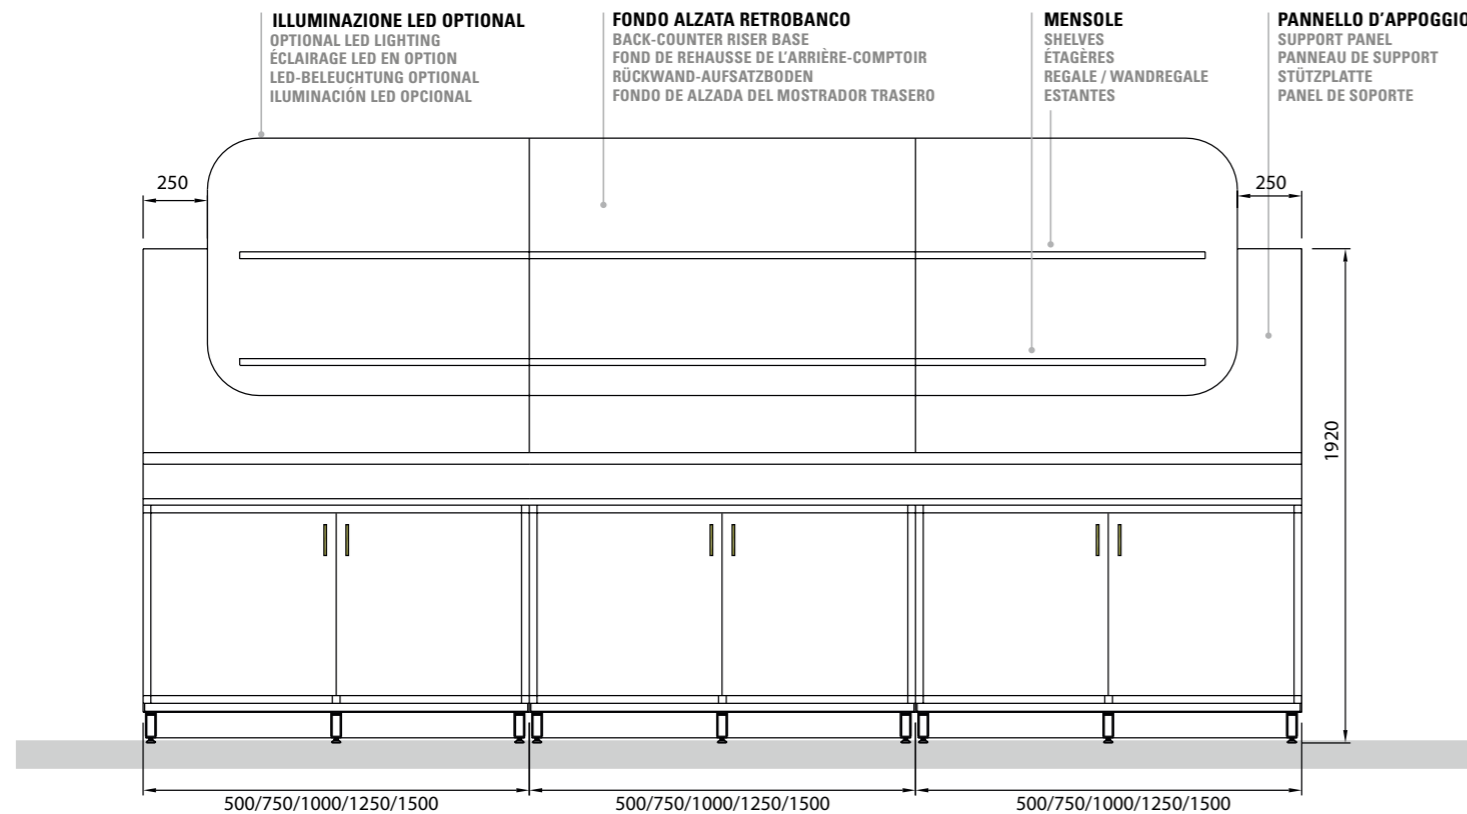 ILLUMINAZIONE LED OPTIONAL
OPTIONAL LED LIGHTING
ÉCLAIRAGE LED EN OPTION
LED-BELEUCHTUNG OPTIONAL
ILUMINACIÓN LED OPCIONAL
FONDO ALZATA RETROBANCO
BACK-COUNTER RISER BASE
FOND DE REHAUSSE DE L'ARRIÈRE-COMPTOIR
RÜCKWAND-AUFSATZBODEN
FONDO DE ALZADA DEL MOSTRADOR TRASERO
MENSOLE
SHELVES
ÉTAGÈRES
REGALE / WANDREGALE
ESTANTES
PANNELLO D'APPOGGIO
SUPPORT PANEL
PANNEAU DE SUPPORT
STÜTZPLATTE
PANEL DE SOPORTE
250
250
1920
500/750/1000/1250/1500
500/750/1000/1250/1500
500/750/1000/1250/1500